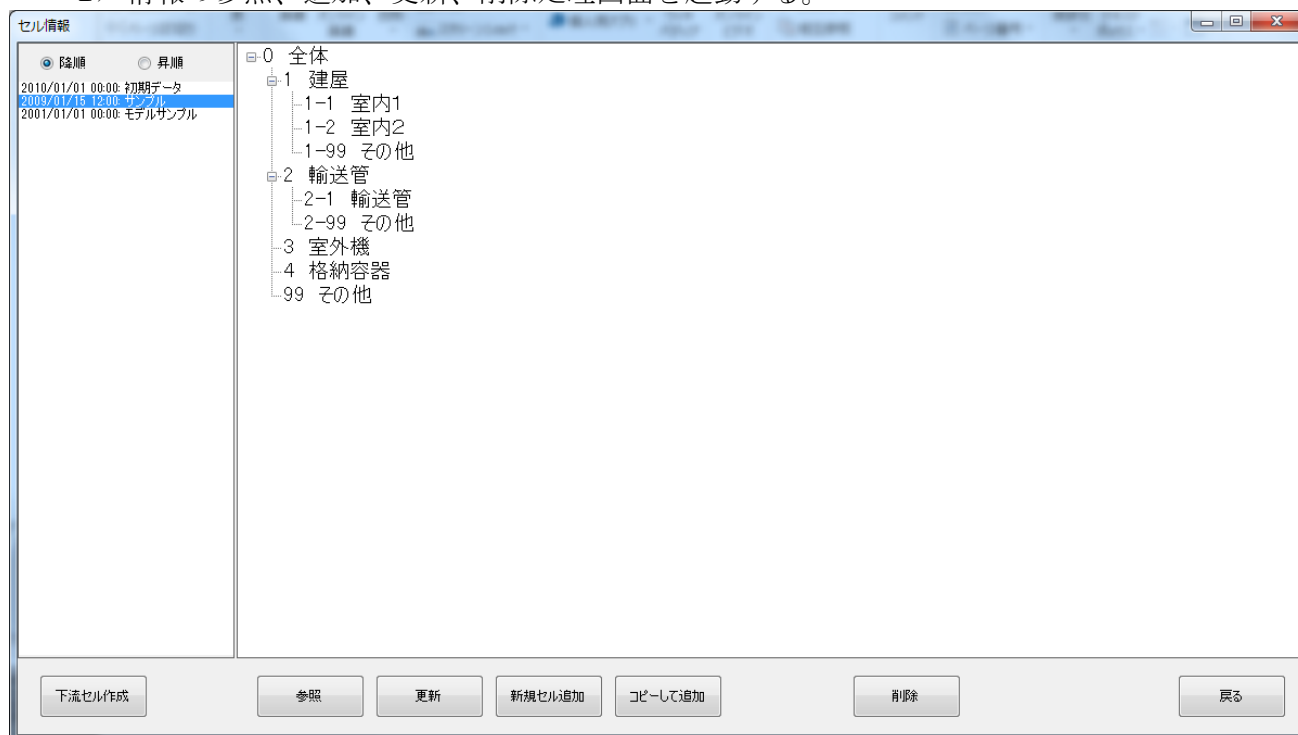 セル情報
降順 昇順
2010/01/01 00:00: 初期データ
2009/01/15 12:00: サンプル
2001/01/01 00:00: モデルサンプル
0 全体
1 建屋
1-1 室内1
1-2 室内2
1-99 その他
2 輸送管
2-1 輸送管
2-99 その他
3 室外機
4 格納容器
99 その他
下流セル作成 参照 更新 新規セル追加 コピーして追加 削除 戻る